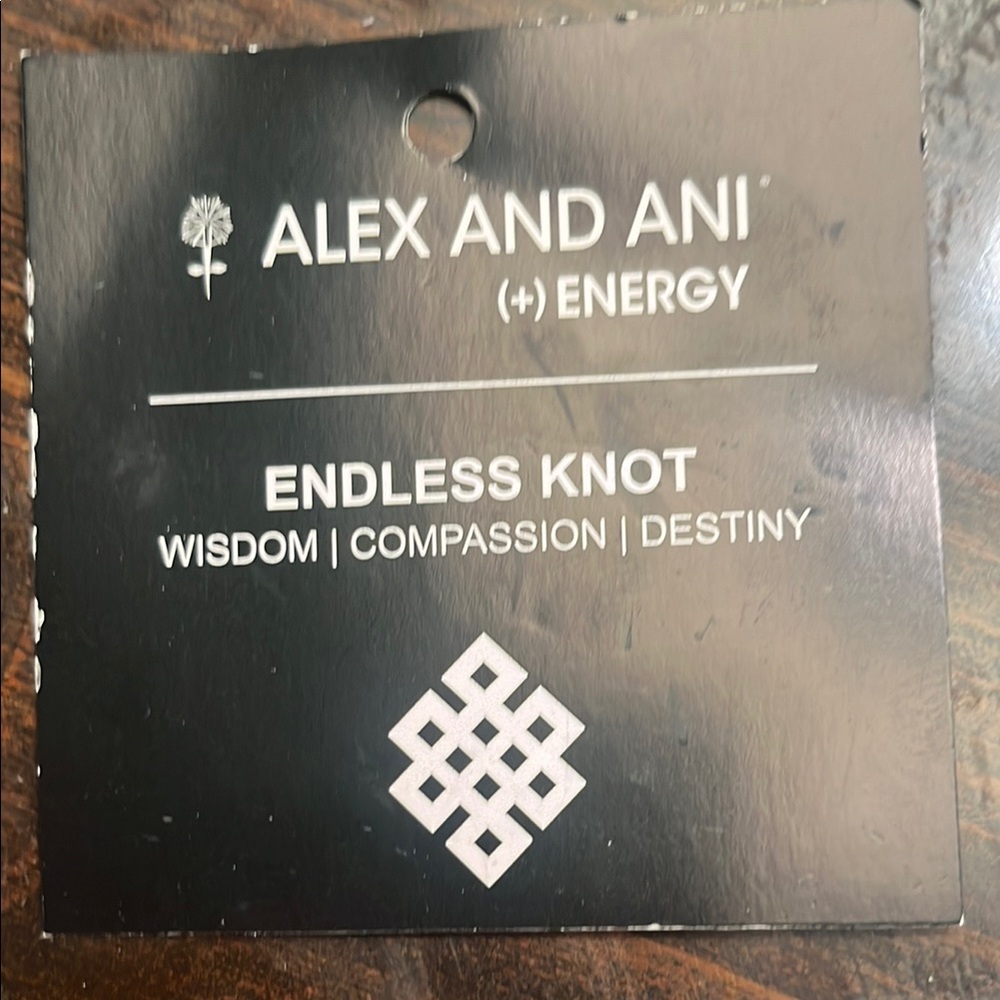 ALEX AND ANI
(+) ENERGY
ENDLESS KNOT
WISDOM | COMPASSION | DESTINY